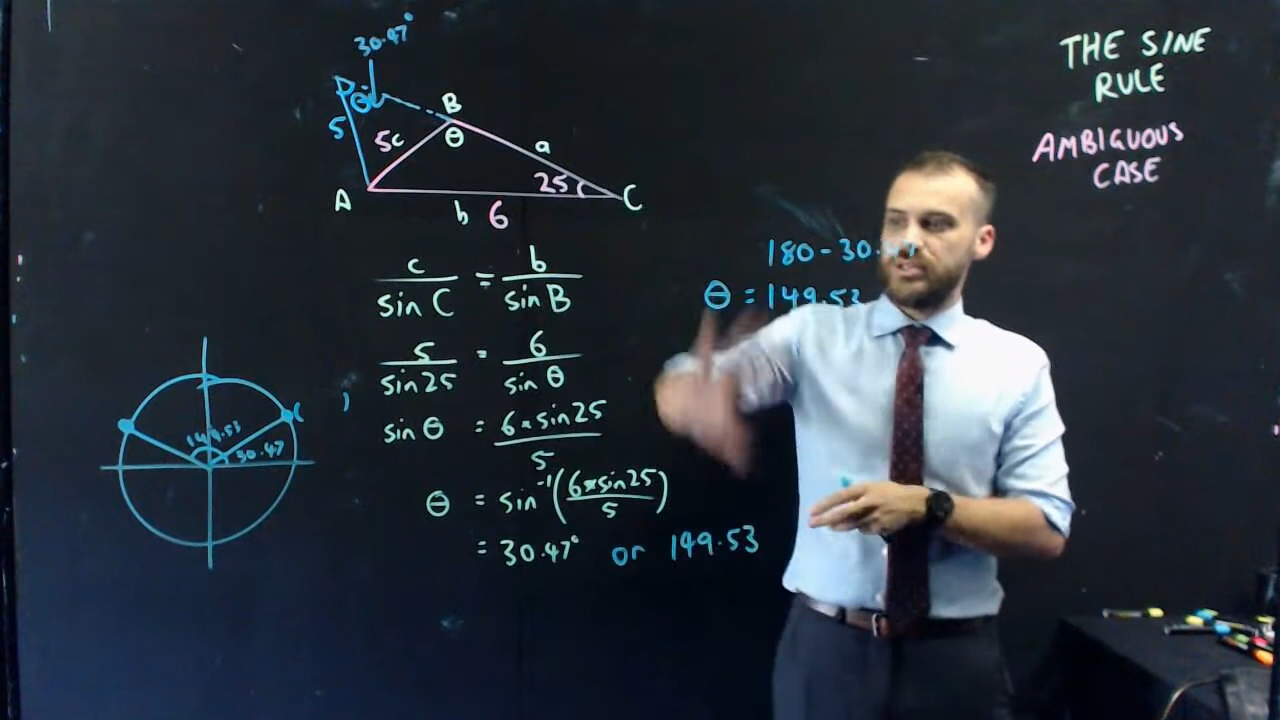 THE SINE
RULE
AMBIGUOUS
CASE
30.47°
D
θ
5
B
θ
5c
a
25
A
C
b 6
c/sin C = b/sin B
5/sin25 = 6/sin θ
sin θ = 6*sin25/5
θ = sin⁻¹(6*sin25/5)
= 30.47° or 149.53
180-30.47
θ = 149.53
149.53
30.47